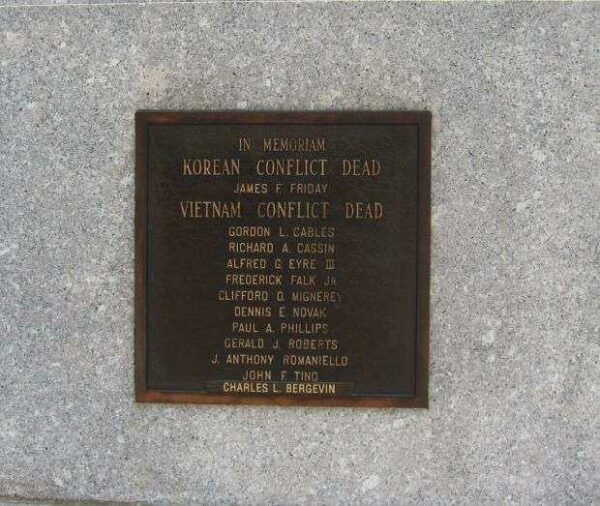 IN MEMORIAM
KOREAN CONFLICT DEAD
JAMES F. FRIDAY
VIETNAM CONFLICT DEAD
GORDON L. CABLES
RICHARD A. CASSIN
ALFRED G. EYRE III
FREDERICK FALK JR.
CLIFFORD D. MIGNEREY
DENNIS E. NOVAK
PAUL A. PHILLIPS
GERALD J. ROBERTS
J. ANTHONY ROMANIELLO
JOHN F. TINO
CHARLES L. BERGEVIN